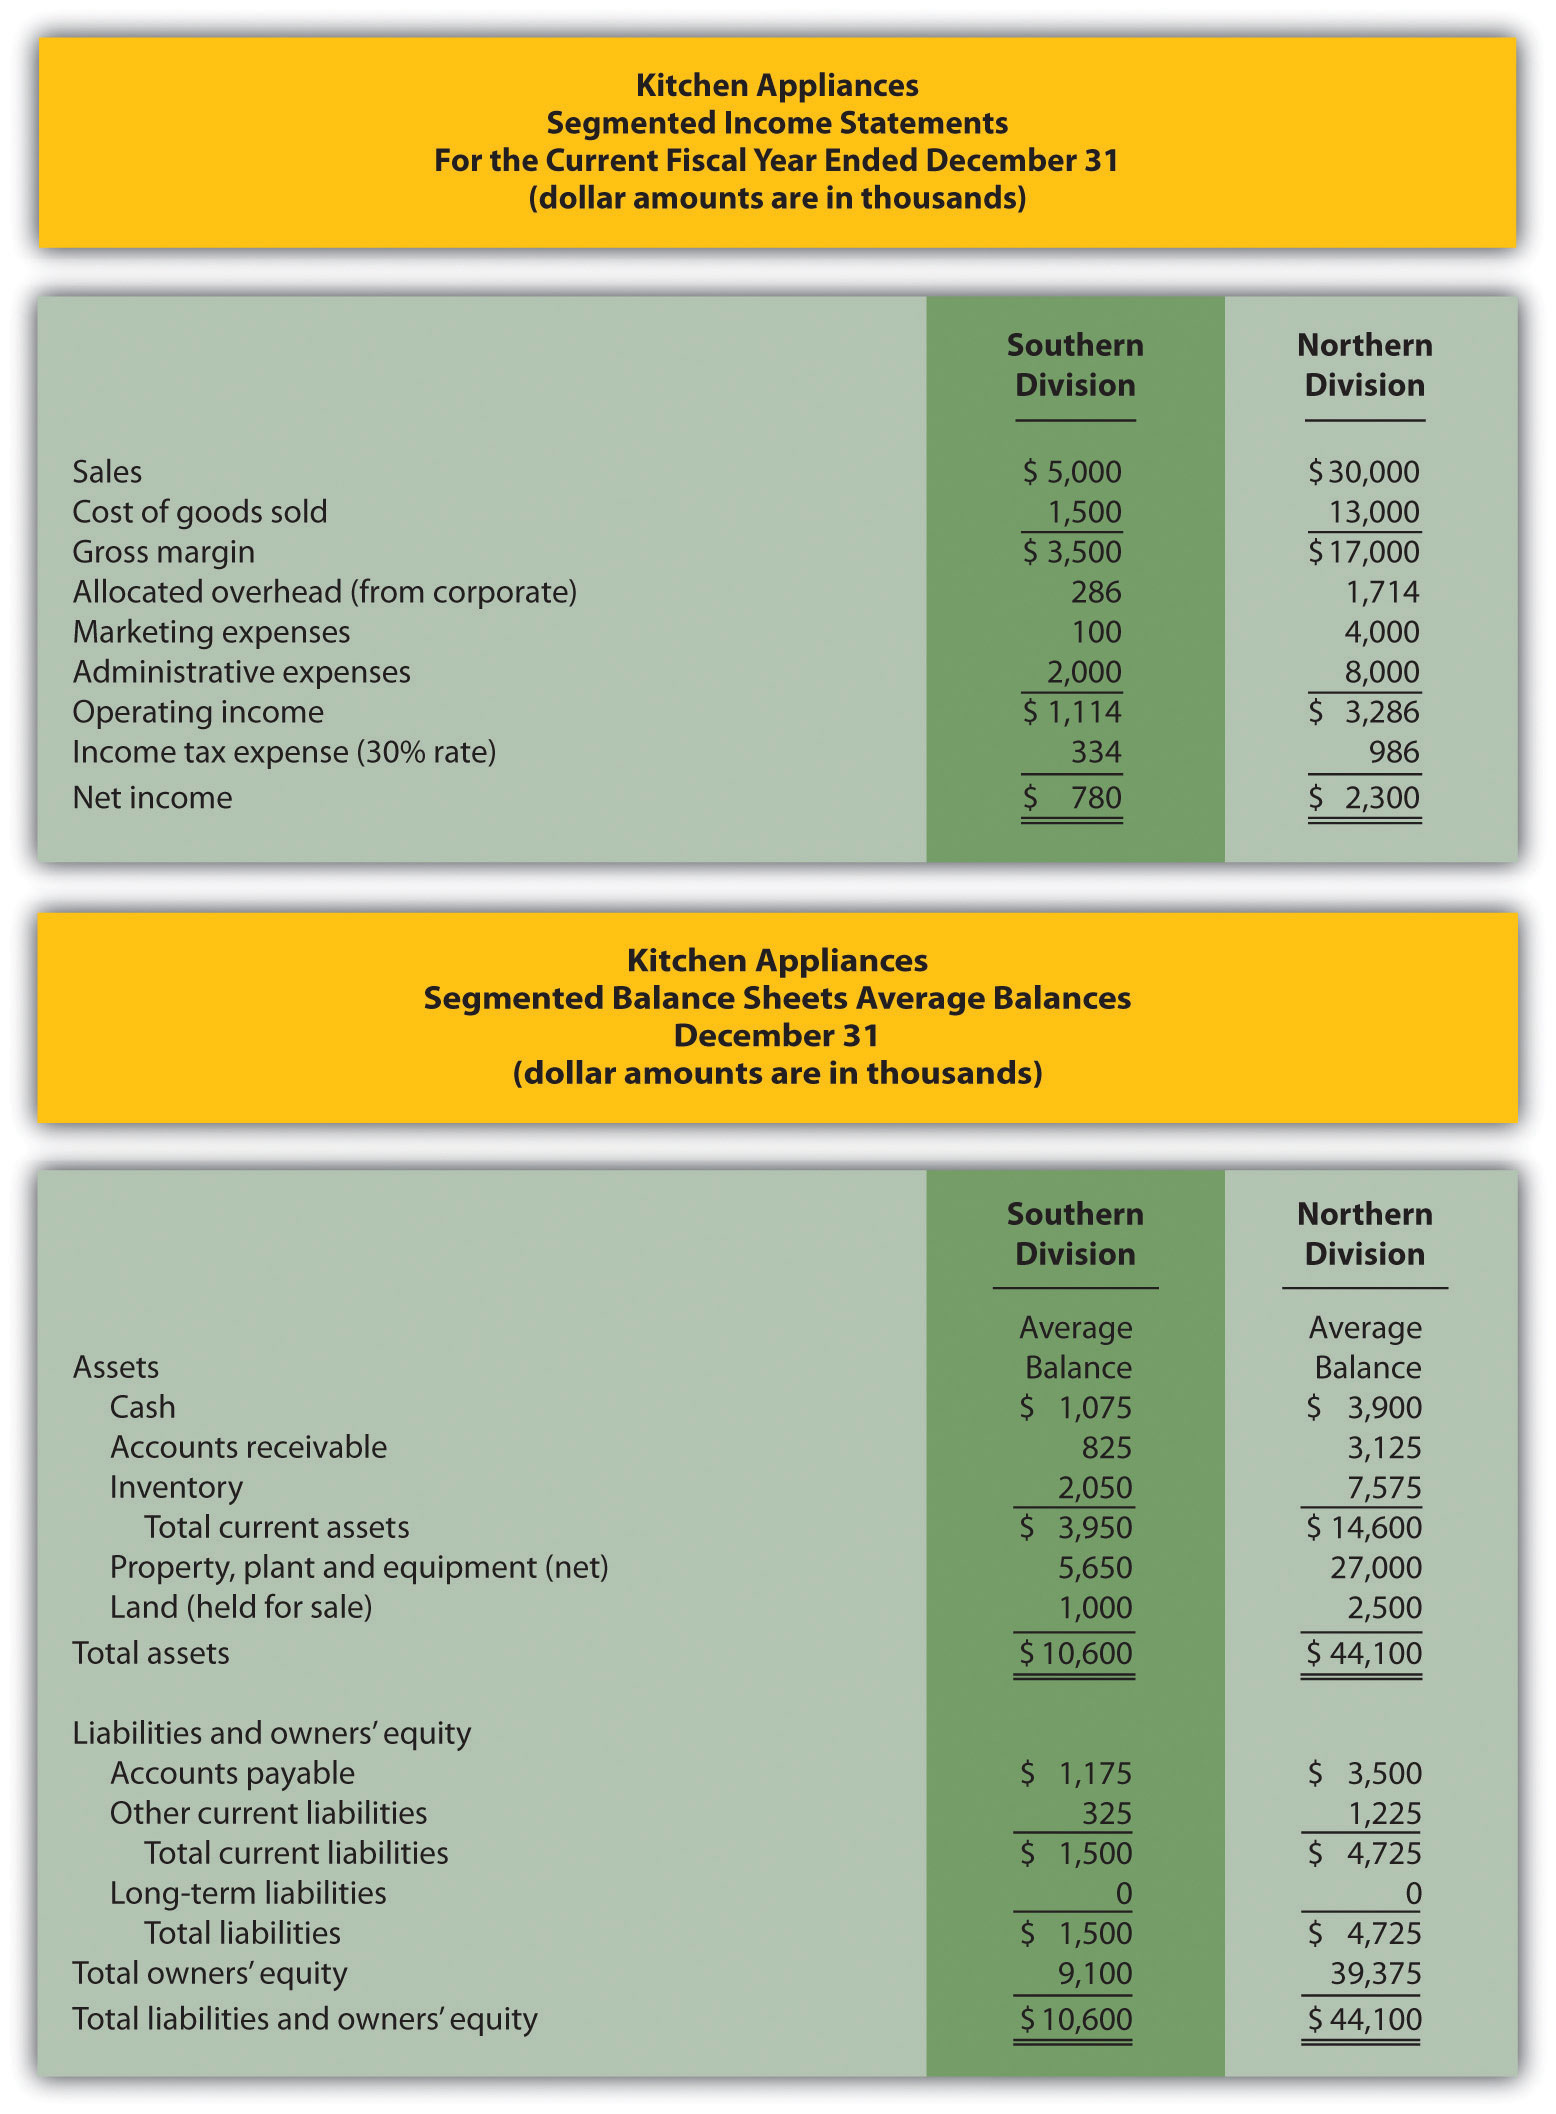 Kitchen Appliances
Segmented Income Statements
For the Current Fiscal Year Ended December 31
(dollar amounts are in thousands)
Southern Northern
Division Division
Sales $ 5,000 $ 30,000
Cost of goods sold 1,500 13,000
Gross margin $ 3,500 $ 17,000
Allocated overhead (from corporate) 286 1,714
Marketing expenses 100 4,000
Administrative expenses 2,000 8,000
Operating income $ 1,114 $ 3,286
Income tax expense (30% rate) 334 986
Net income $ 780 $ 2,300
Kitchen Appliances
Segmented Balance Sheets Average Balances
December 31
(dollar amounts are in thousands)
Southern Northern
Division Division
Average Average
Assets Balance Balance
Cash $ 1,075 $ 3,900
Accounts receivable 825 3,125
Inventory 2,050 7,575
Total current assets $ 3,950 $ 14,600
Property, plant and equipment (net) 5,650 27,000
Land (held for sale) 1,000 2,500
Total assets $ 10,600 $ 44,100
Liabilities and owners’ equity
Accounts payable $ 1,175 $ 3,500
Other current liabilities 325 1,225
Total current liabilities $ 1,500 $ 4,725
Long-term liabilities 0 0
Total liabilities $ 1,500 $ 4,725
Total owners’ equity 9,100 39,375
Total liabilities and owners’ equity $ 10,600 $ 44,100